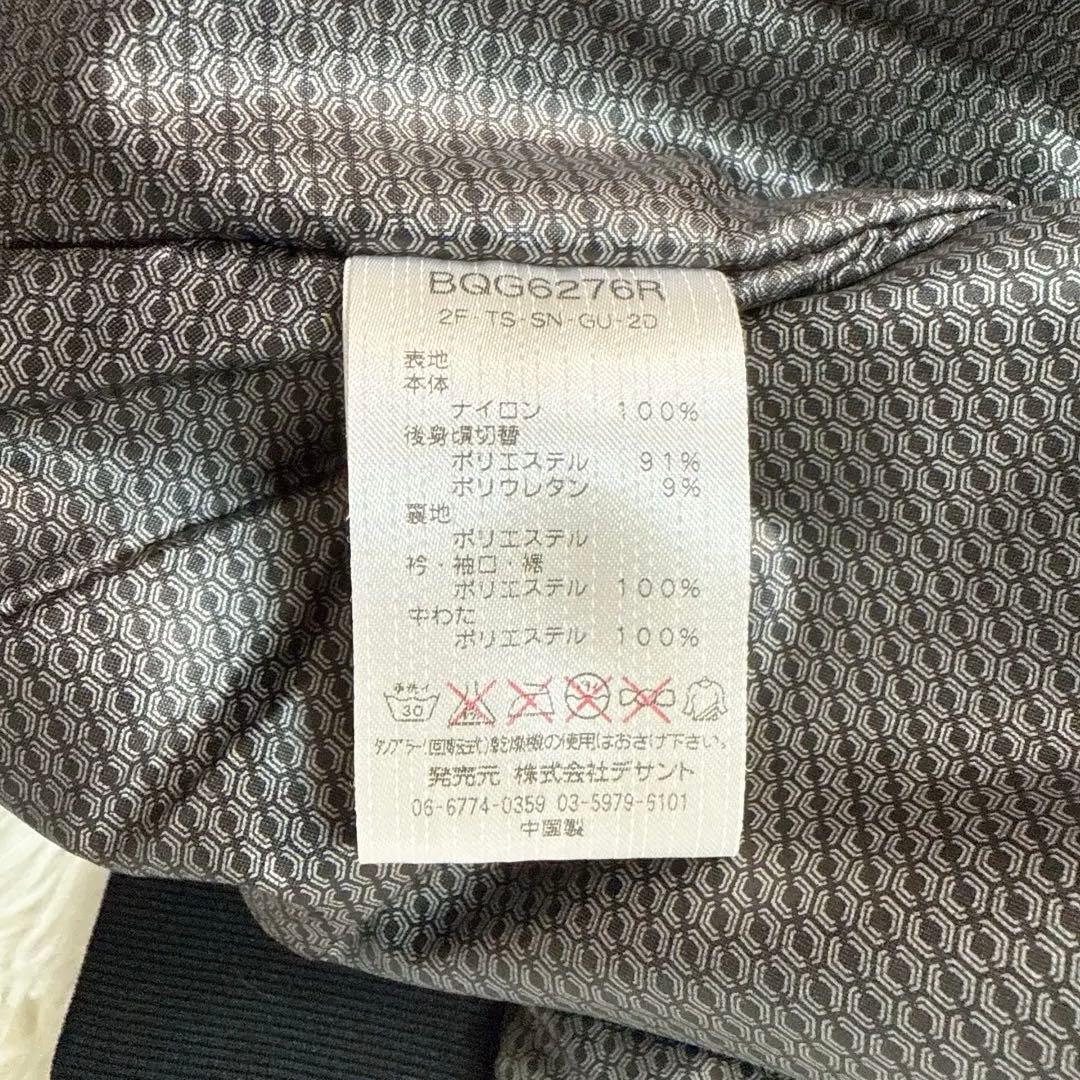 BQG6276R
2F-TS-SN-GU-2D
表地
本体
ナイロン 100%
後身頃切替
ポリエステル 91%
ポリウレタン 9%
裏地
ポリエステル
衿・袖口・裾
ポリエステル 100%
中わた
ポリエステル 100%
手洗イ
30
タンブラー(回転式)乾燥機の使用はおさけ下さい。
発売元 株式会社デサント
06-6774-0359 03-5979-6101
中国製